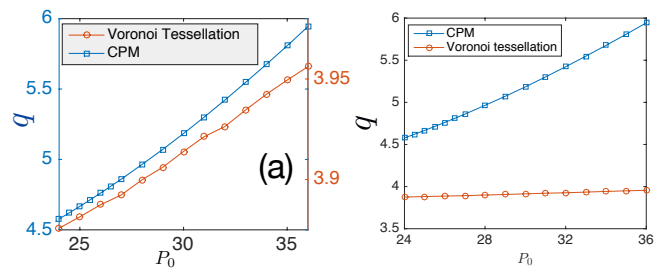 Voronoi Tessellation
CPM
6
5.5
5
4.5
q
3.95
3.9
(a)
25
30
35
P0
CPM
Voronoi tessellation
6
5.5
5
4.5
4
3.5
q
24
28
32
36
P0